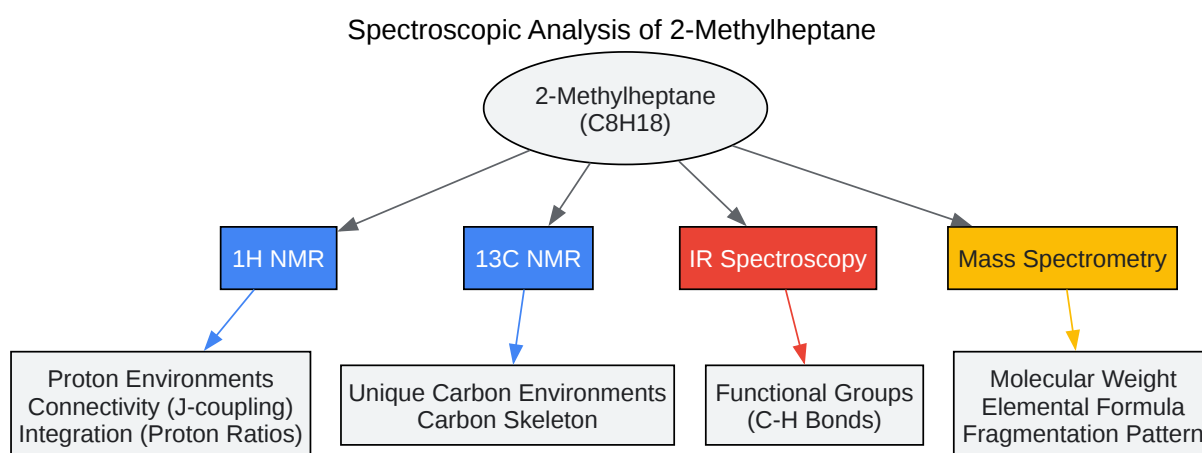 Spectroscopic Analysis of 2-Methylheptane
2-Methylheptane
(C8H18)
1H NMR
13C NMR
IR Spectroscopy
Mass Spectrometry
Proton Environments
Connectivity (J-coupling)
Integration (Proton Ratios)
Unique Carbon Environments
Carbon Skeleton
Functional Groups
(C-H Bonds)
Molecular Weight
Elemental Formula
Fragmentation Pattern